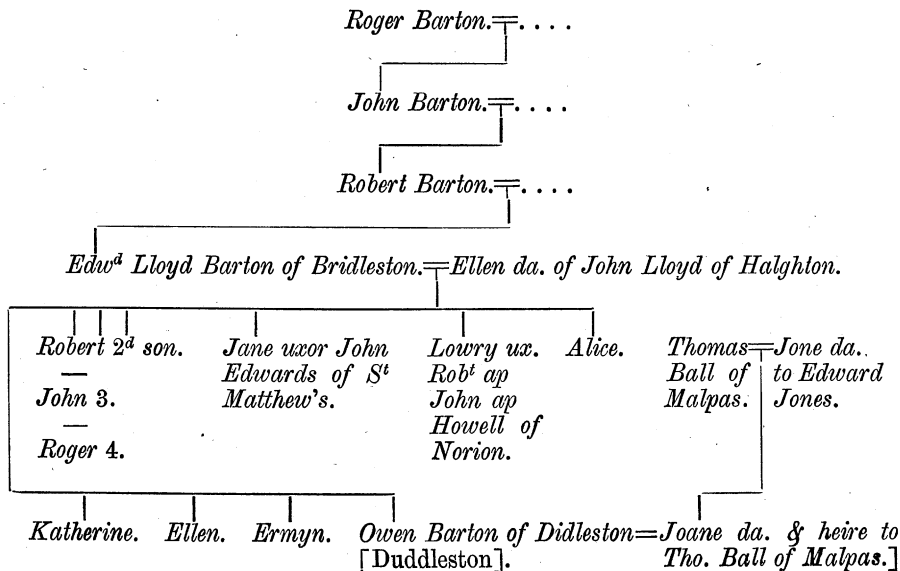 Roger Barton.=. . . .
John Barton.=. . . .
Robert Barton.=. . . .
Edwd Lloyd Barton of Bridleston.=Ellen da. of John Lloyd of Halghton.
Robert 2d son.
—
John 3.
—
Roger 4.
Jane uxor John
Edwards of St
Matthew's.
Lowry ux.
Robt ap
John ap
Howell of
Norion.
Alice.
Thomas=Jone da.
Ball of to Edward
Malpas. Jones.
Katherine. Ellen. Ermyn. Owen Barton of Didleston=Joane da. & heire to
[Duddleston]. Tho. Ball of Malpas.]